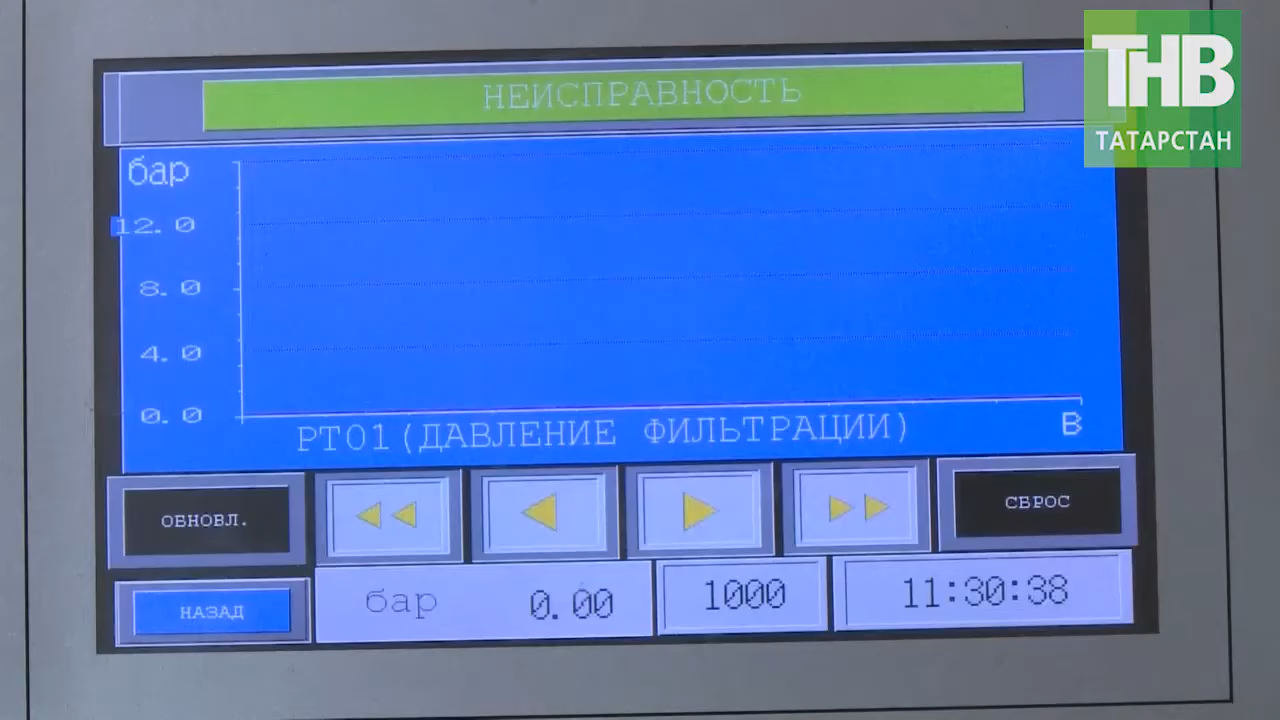 ТНВ
ТАТАРСТАН
НЕИСПРАВНОСТЬ
бар
12.0
8.0
4.0
0.0
РТ01(ДАВЛЕНИЕ ФИЛЬТРАЦИИ)
В
ОБНОВЛ.
СБРОС
НАЗАД
бар 0.00
1000
11:30:38